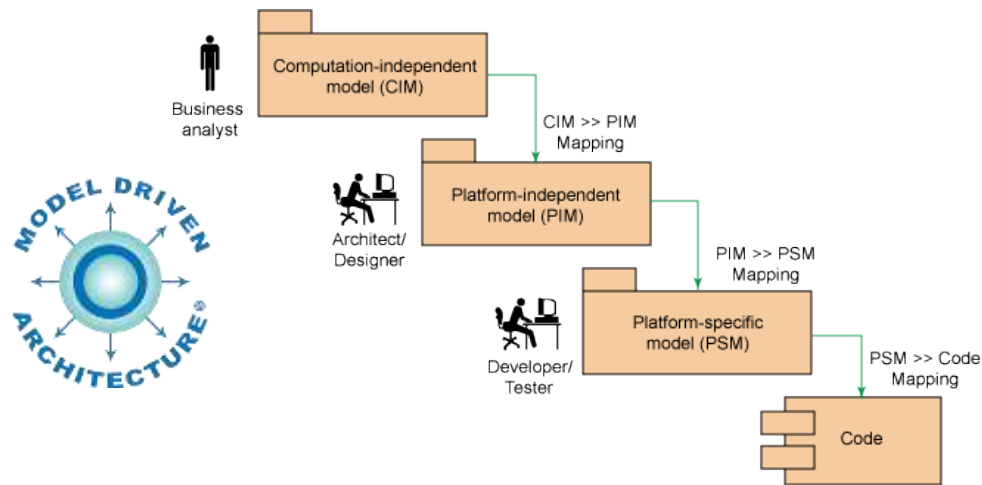 Computation-independent
model (CIM)
Business
analyst
CIM >> PIM
Mapping
MODEL DRIVEN
ARCHITECTURE®
Platform-independent
model (PIM)
Architect/
Designer
PIM >> PSM
Mapping
Platform-specific
model (PSM)
Developer/
Tester
PSM >> Code
Mapping
Code